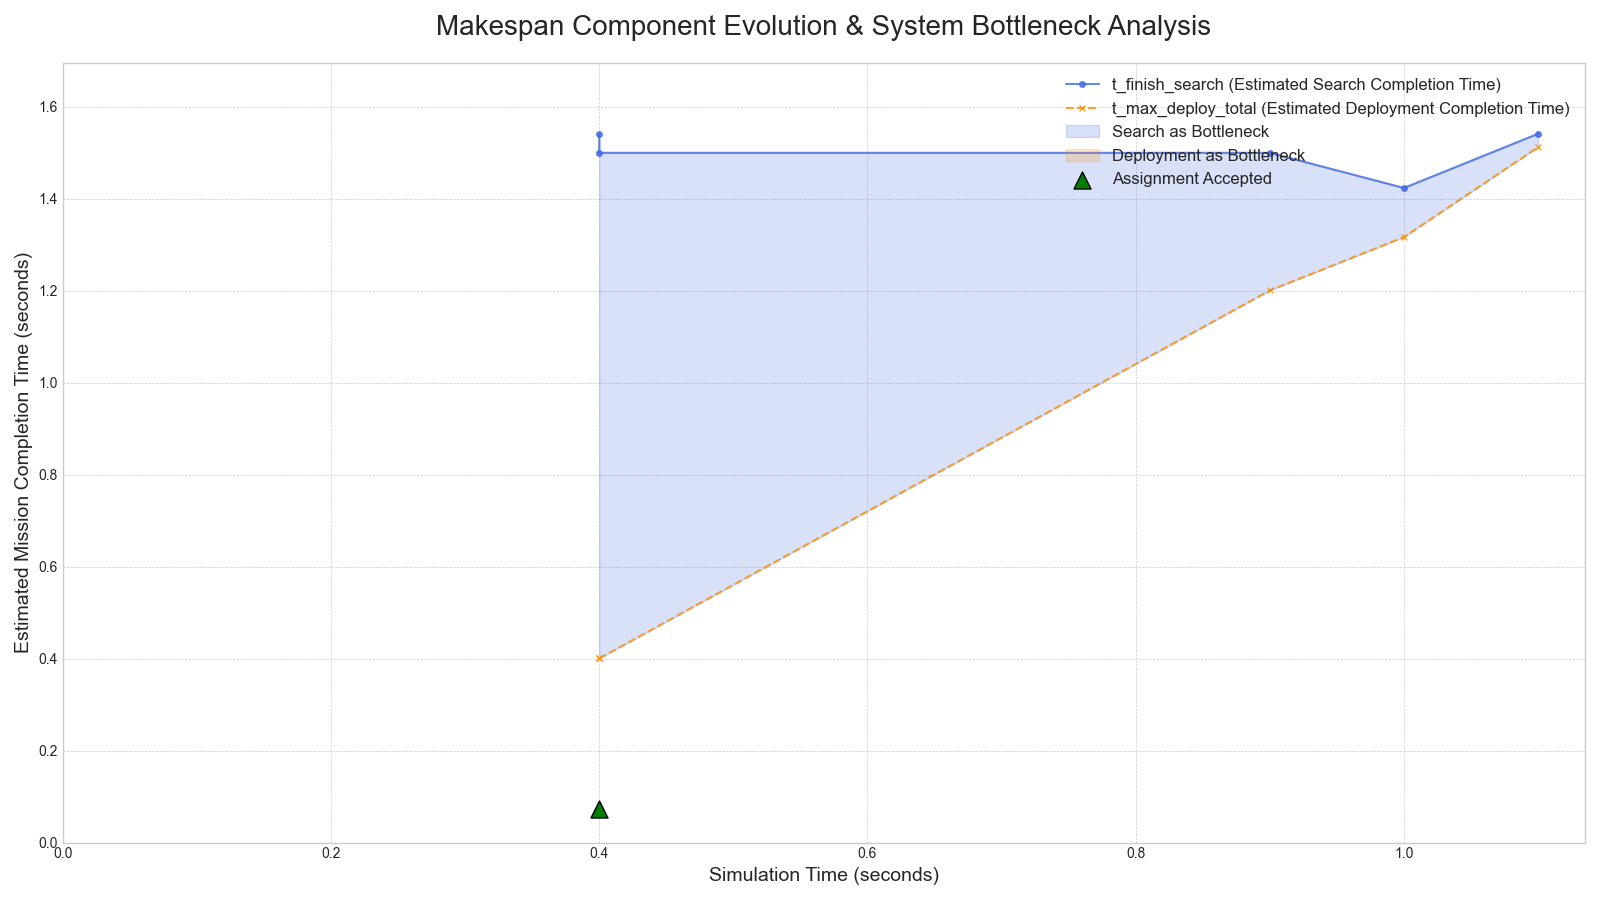 Makespan Component Evolution & System Bottleneck Analysis
t_finish_search (Estimated Search Completion Time)
t_max_deploy_total (Estimated Deployment Completion Time)
Search as Bottleneck
Deployment as Bottleneck
Assignment Accepted
Estimated Mission Completion Time (seconds)
1.6
1.4
1.2
1.0
0.8
0.6
0.4
0.2
0.0
0.0
0.2
0.4
0.6
0.8
1.0
Simulation Time (seconds)